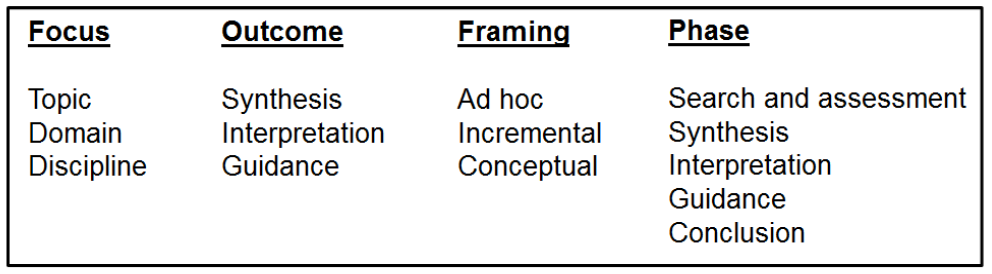 Focus Outcome Framing Phase
Topic Synthesis Ad hoc Search and assessment
Domain Interpretation Incremental Synthesis
Discipline Guidance Conceptual Interpretation
Guidance
Conclusion